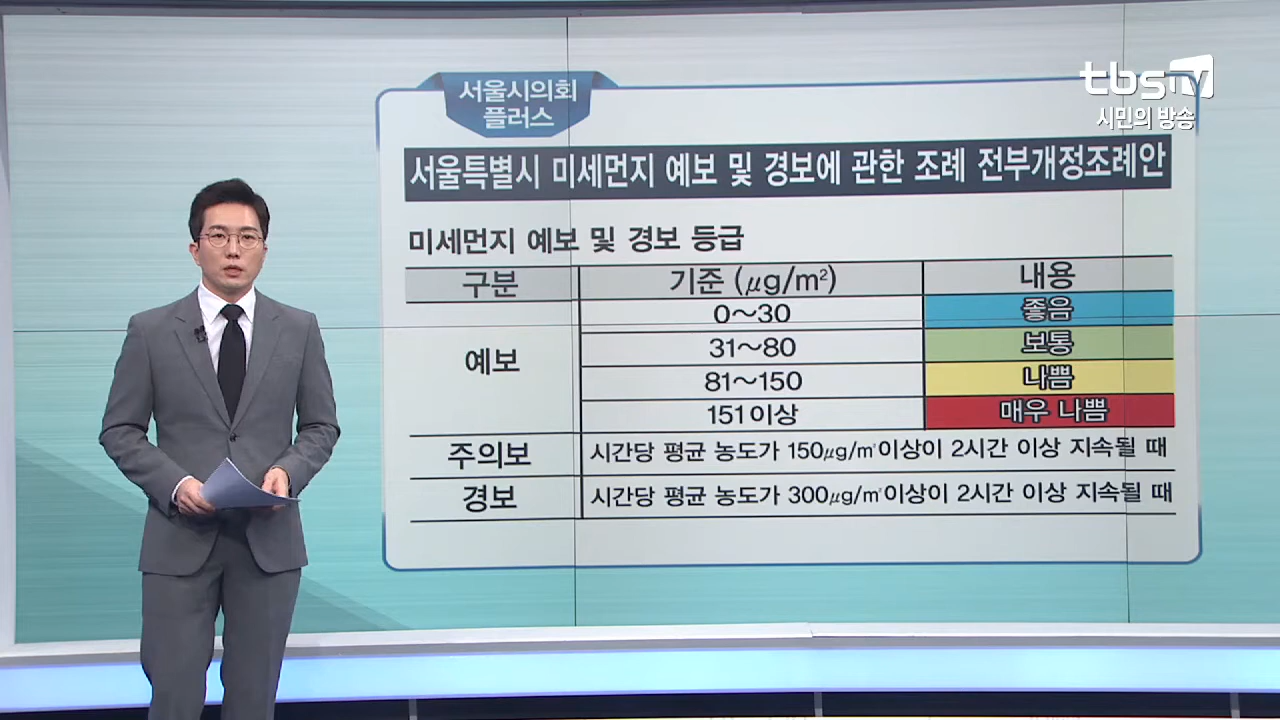 tbs TV
시민의 방송
서울시의회
플러스
서울특별시 미세먼지 예보 및 경보에 관한 조례 전부개정조례안
미세먼지 예보 및 경보 등급
구분 기준 (㎍/m²) 내용
예보
0~30 좋음
31~80 보통
81~150 나쁨
151이상 매우 나쁨
주의보 시간당 평균 농도가 150㎍/㎡이상이 2시간 이상 지속될 때
경보 시간당 평균 농도가 300㎍/㎡이상이 2시간 이상 지속될 때